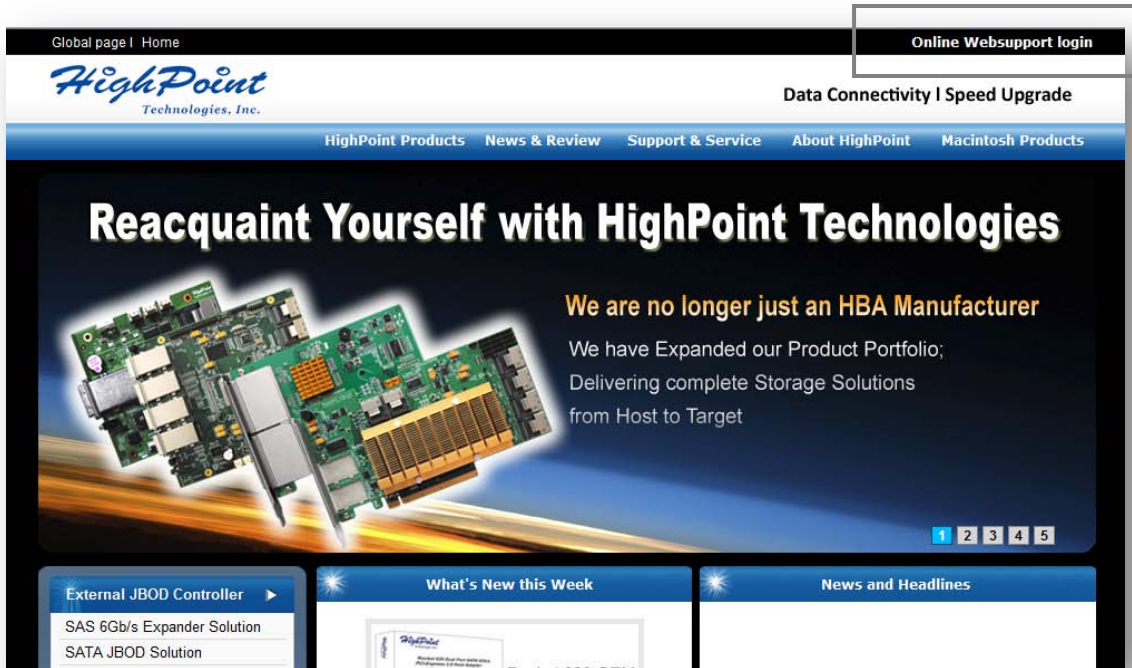 Global page I Home
Online Websupport login
HighPoint
Technologies, Inc.
Data Connectivity I Speed Upgrade
HighPoint Products News & Review Support & Service About HighPoint Macintosh Products
Reacquaint Yourself with HighPoint Technologies
We are no longer just an HBA Manufacturer
We have Expanded our Product Portfolio;
Delivering complete Storage Solutions
from Host to Target
1 2 3 4 5
External JBOD Controller
SAS 6Gb/s Expander Solution
SATA JBOD Solution
What's New this Week
HighPoint
News and Headlines